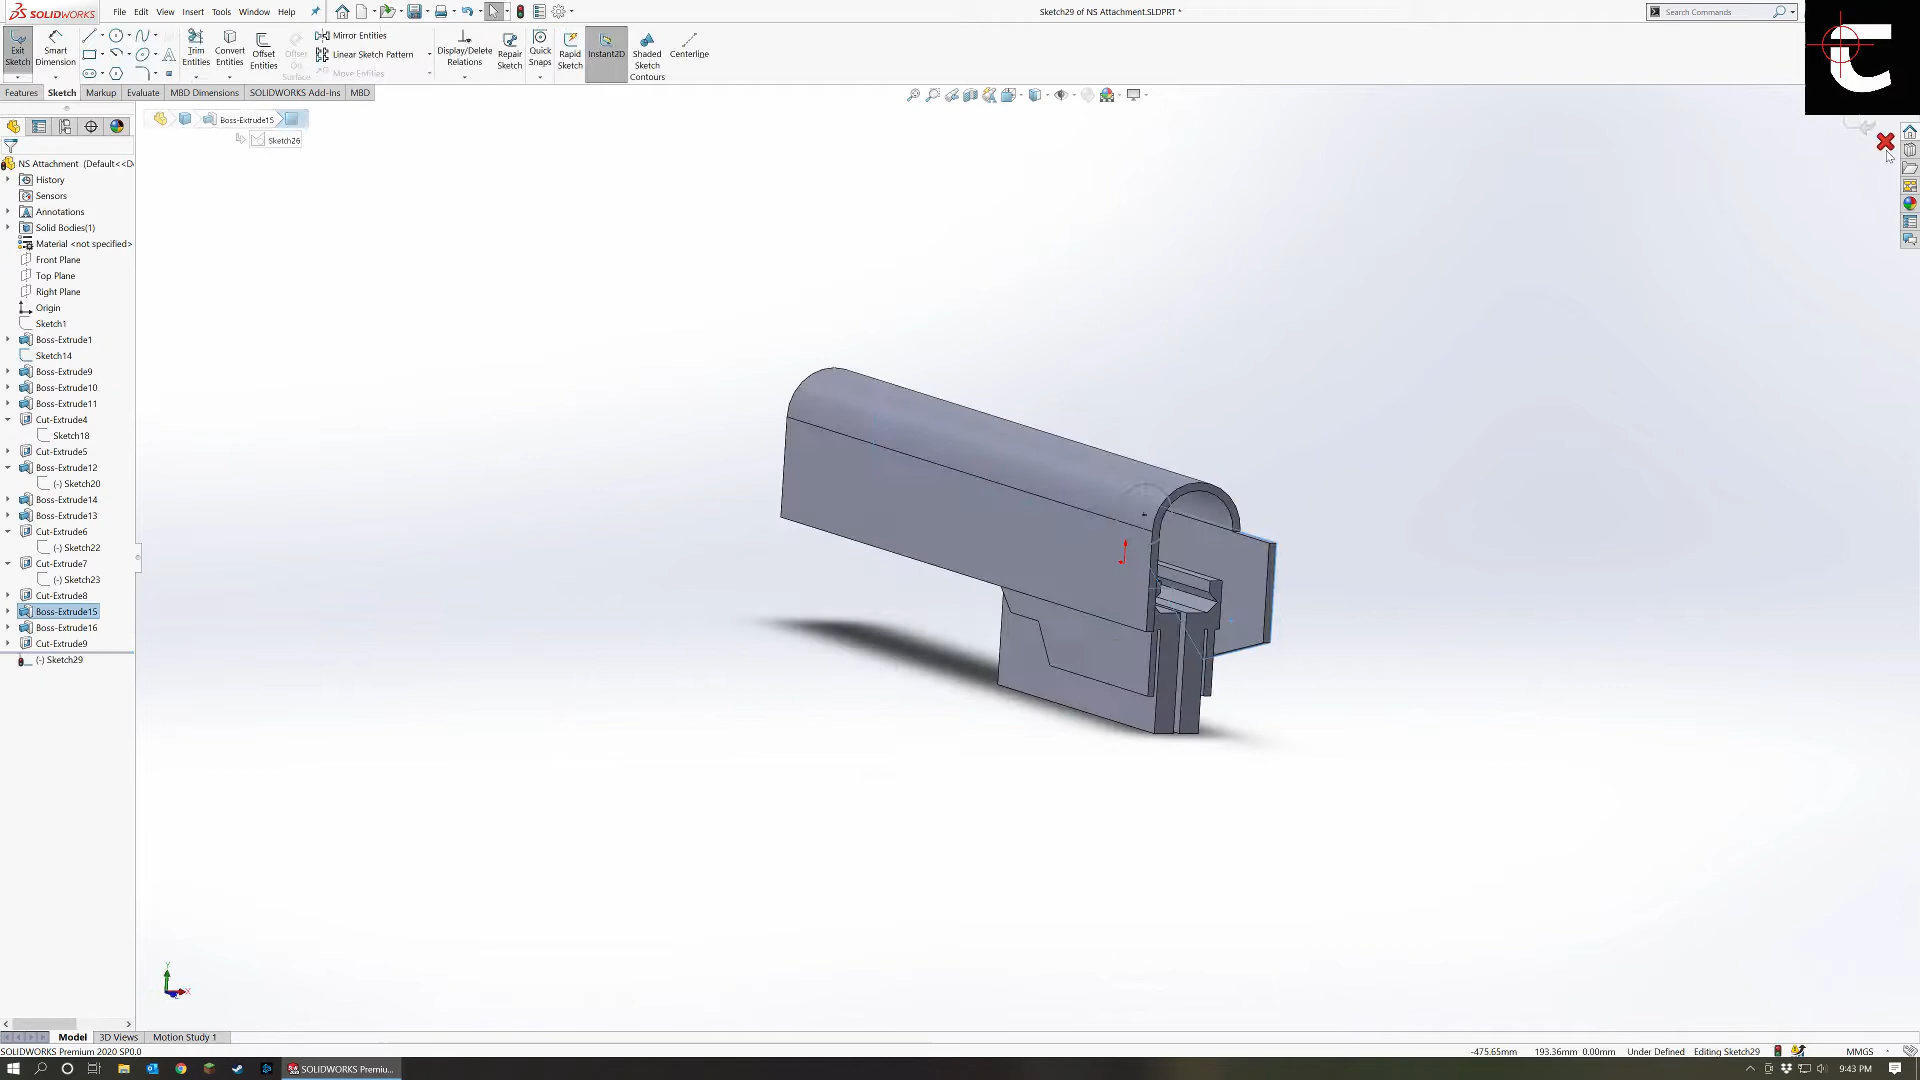 SOLIDWORKS File Edit View Insert Tools Window Help Sketch29 of NS Attachment.SLDPRT * Search Commands
Exit Sketch
Smart Dimension
Trim Entities
Convert Entities
Offset Entities
Offset On Surface
Mirror Entities
Linear Sketch Pattern
Move Entities
Display/Delete Relations
Repair Sketch
Quick Snaps
Rapid Sketch
Instant2D
Shaded Sketch Contours
Centerline
Features Sketch Markup Evaluate MBD Dimensions SOLIDWORKS Add-Ins MBD
Boss-Extrude15
Sketch26
NS Attachment (Default<<D
History
Sensors
Annotations
Solid Bodies(1)
Material <not specified>
Front Plane
Top Plane
Right Plane
Origin
Sketch1
Boss-Extrude1
Sketch14
Boss-Extrude9
Boss-Extrude10
Boss-Extrude11
Cut-Extrude4
Sketch18
Cut-Extrude5
Boss-Extrude12
(-) Sketch20
Boss-Extrude14
Boss-Extrude13
Cut-Extrude6
(-) Sketch22
Cut-Extrude7
(-) Sketch23
Cut-Extrude8
Boss-Extrude15
Boss-Extrude16
Cut-Extrude9
(-) Sketch29
Y
X
Model 3D Views Motion Study 1
SOLIDWORKS Premium 2020 SP0.0 -475.65mm 193.36mm 0.00mm Under Defined Editing Sketch29 MMGS
SOLIDWORKS Premiu... 9:43 PM